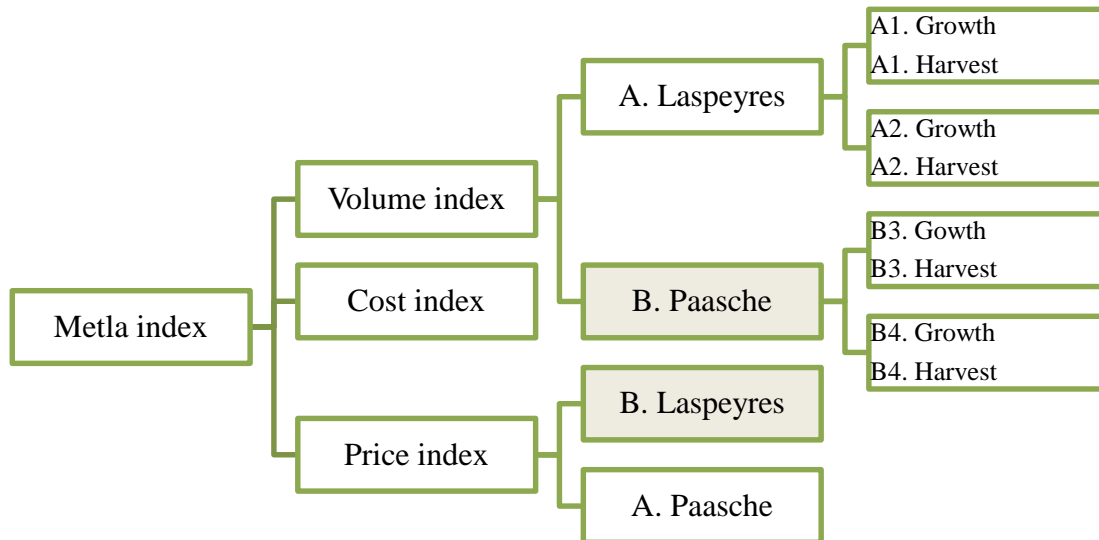 Metla index
Volume index
Cost index
Price index
A. Laspeyres
B. Paasche
B. Laspeyres
A. Paasche
A1. Growth
A1. Harvest
A2. Growth
A2. Harvest
B3. Gowth
B3. Harvest
B4. Growth
B4. Harvest